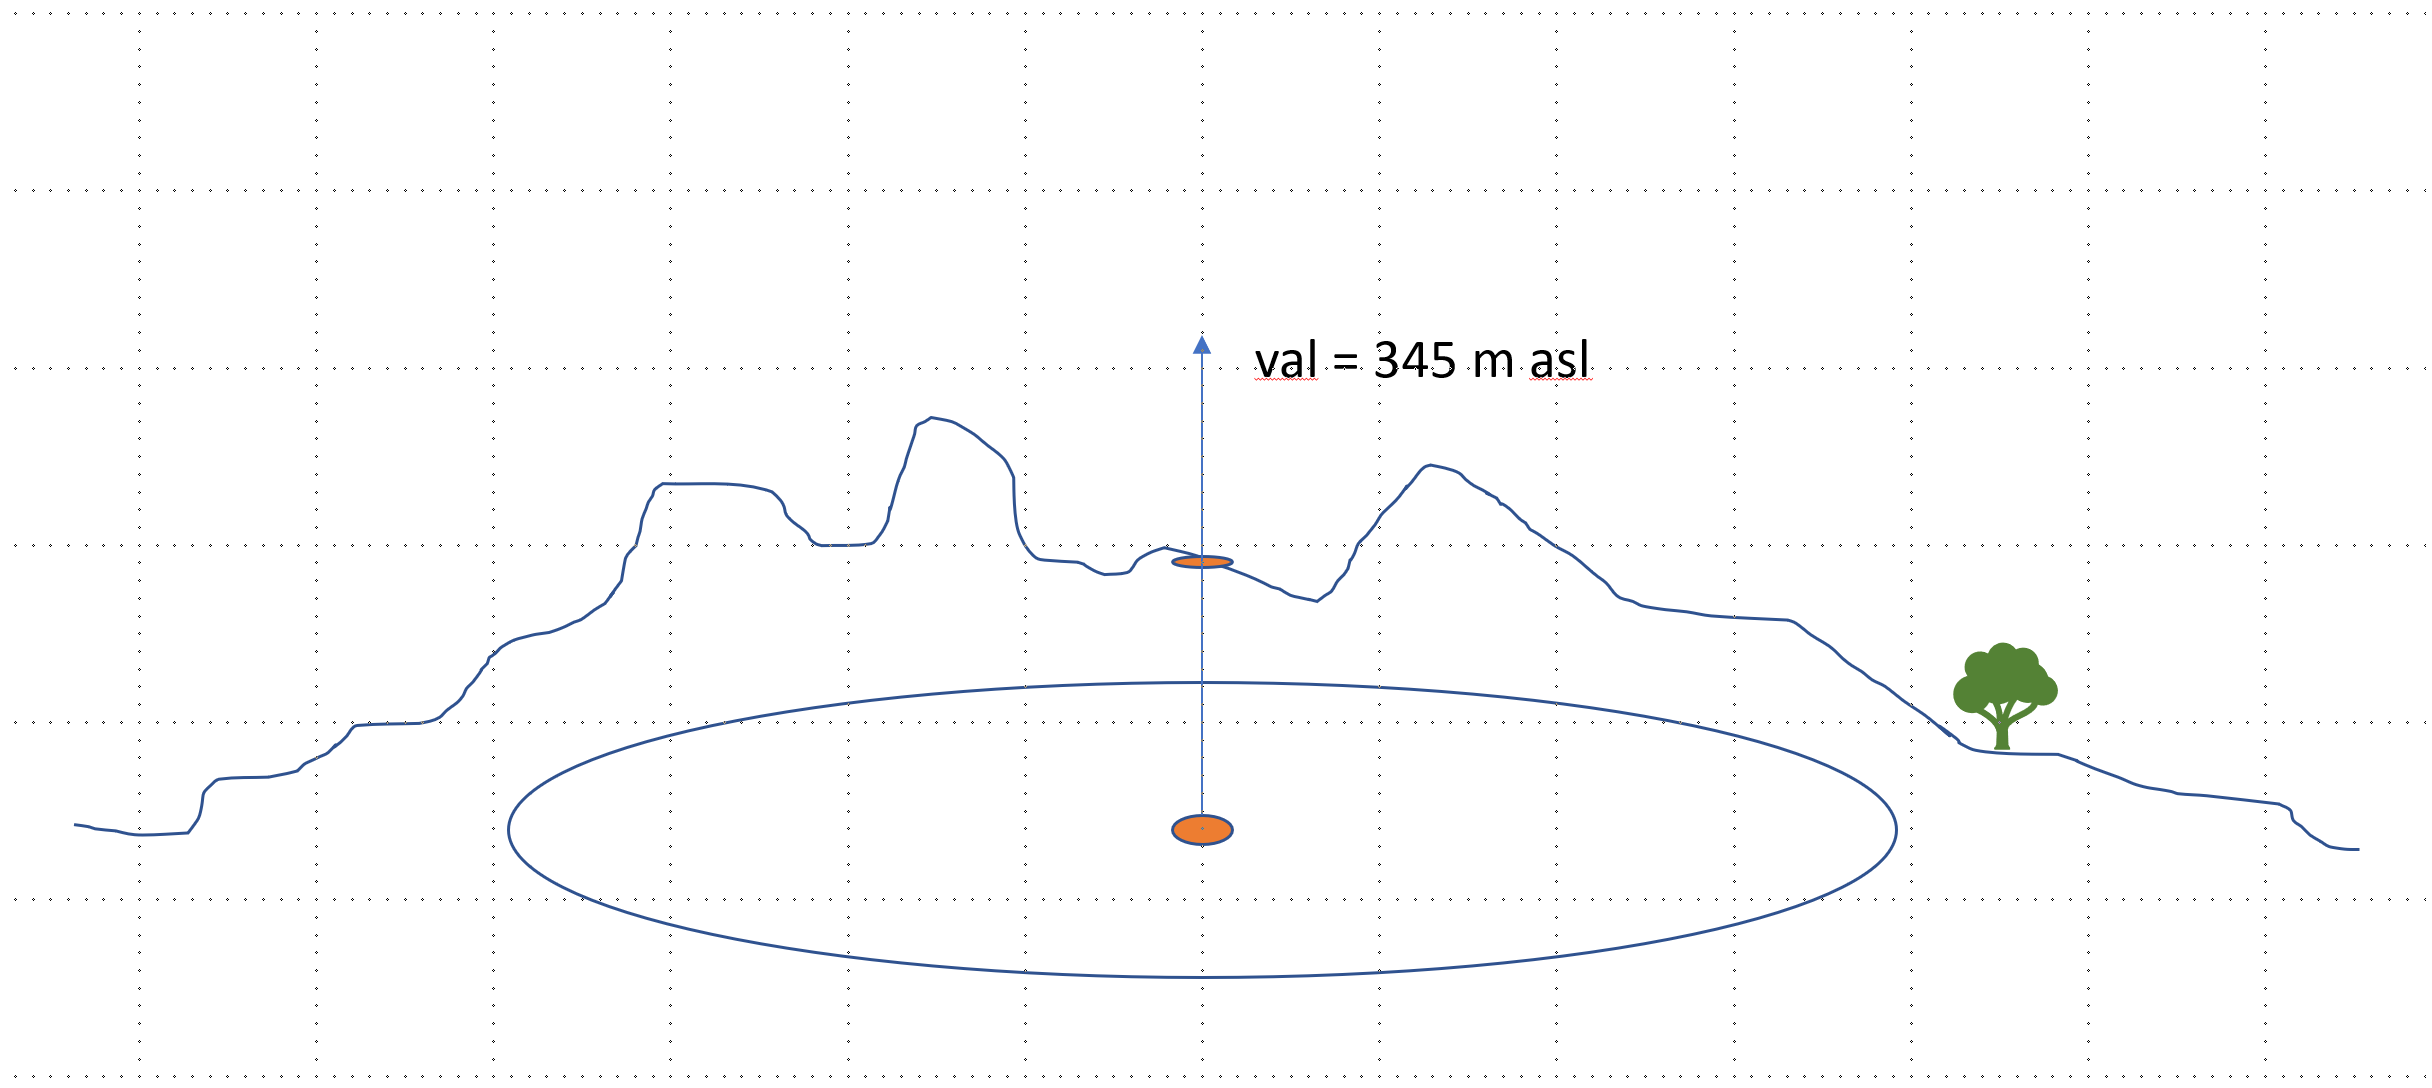 val = 345 m asl